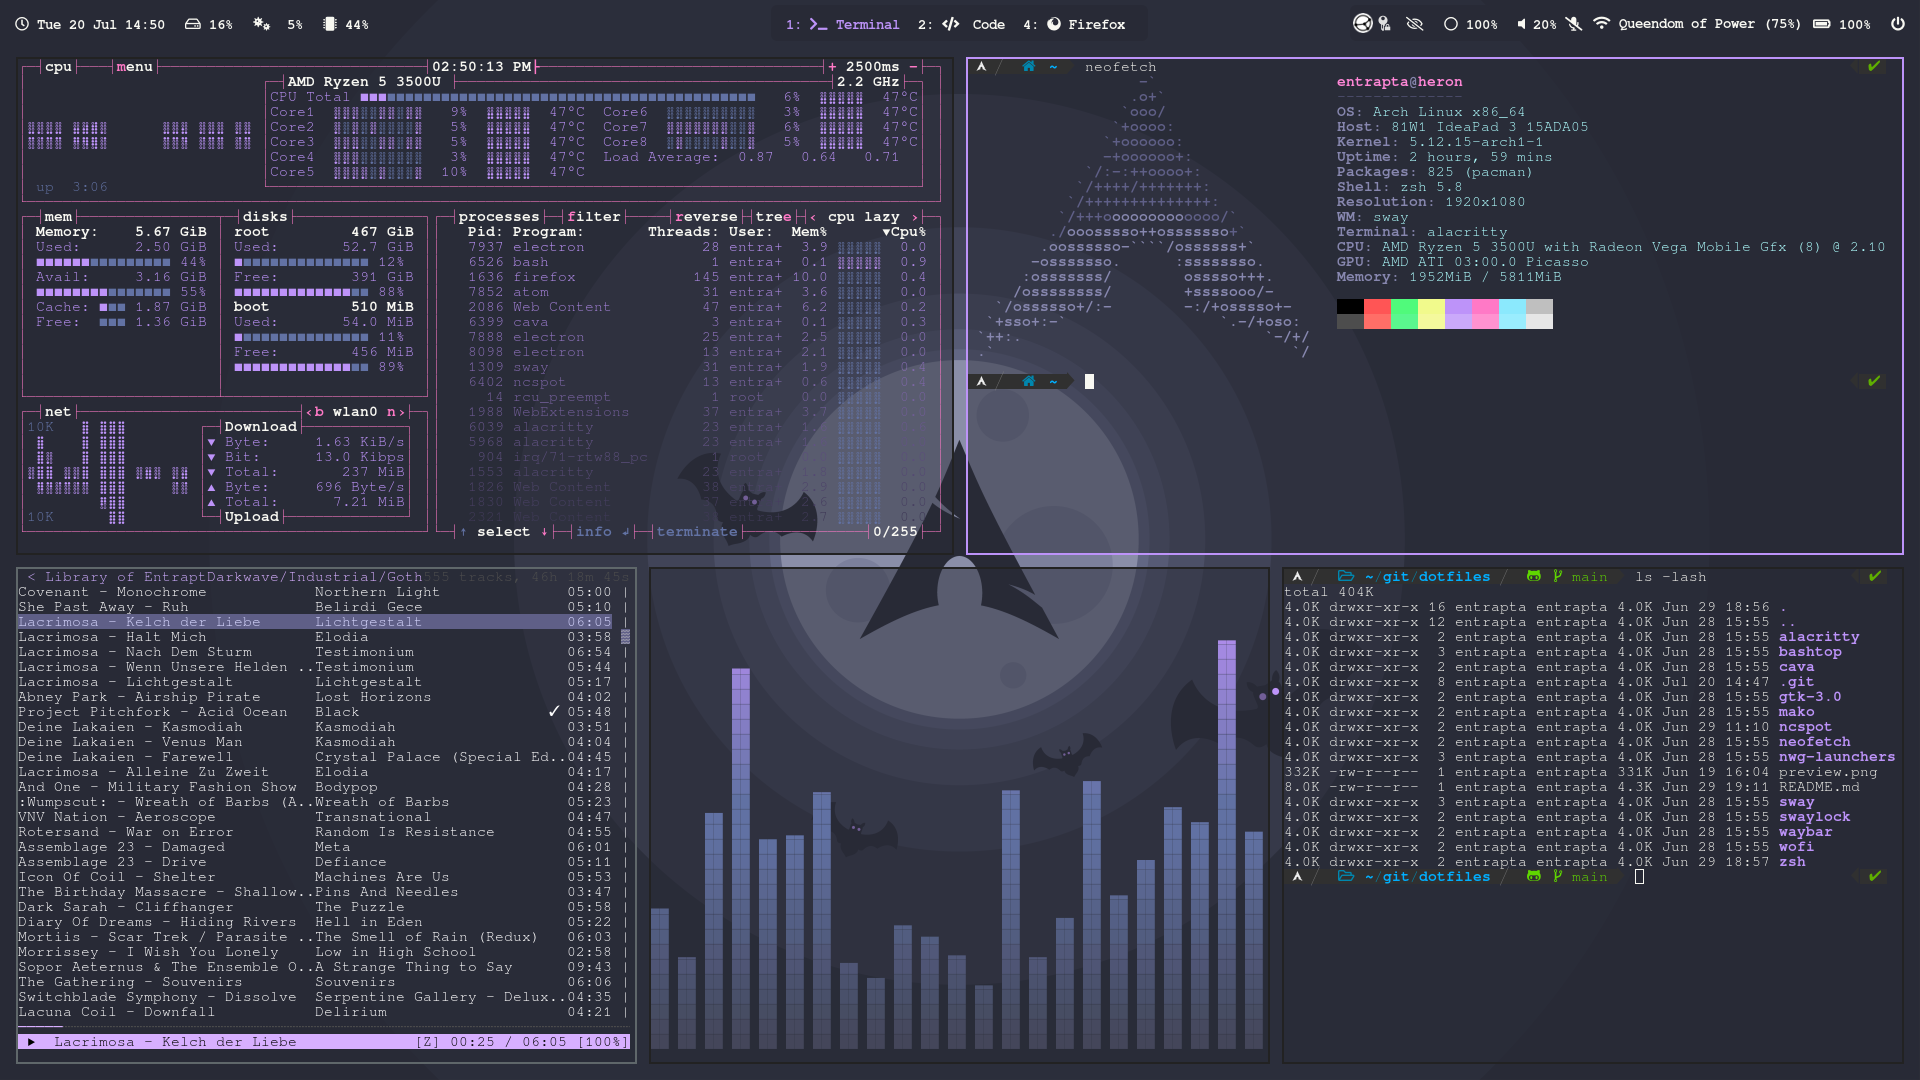 Tue 20 Jul 14:50 16% 5% 44%
1: Terminal 2: Code 4: Firefox
100% 20% Queendom of Power (75%) 100%
cpu menu 02:50:13 PM + 2500ms -
AMD Ryzen 5 3500U 2.2 GHz
CPU Total 6% 47°C
Core1 9% 47°C Core6 3% 47°C
Core2 5% 47°C Core7 6% 47°C
Core3 5% 47°C Core8 5% 47°C
Core4 3% 47°C Load Average: 0.87 0.64 0.71
Core5 10% 47°C
up 3:06
mem disks
Memory: 5.67 GiB root 467 GiB
Used: 2.50 GiB Used: 52.7 GiB
44% 12%
Avail: 3.16 GiB Free: 391 GiB
55% 88%
Cache: 1.87 GiB boot 510 MiB
Free: 1.36 GiB Used: 54.0 MiB
11%
Free: 456 MiB
89%
net ‹b wlan0 n›
10K
Download
▼ Byte: 1.63 KiB/s
▼ Bit: 13.0 Kibps
▼ Total: 237 MiB
▲ Byte: 696 Byte/s
▲ Total: 7.21 MiB
Upload
10K
processes filter reverse tree ‹ cpu lazy ›
Pid: Program: Threads: User: Mem% ▼Cpu%
7937 electron 28 entra+ 3.9 0.0
6526 bash 1 entra+ 0.1 0.9
1636 firefox 145 entra+ 10.0 0.4
7852 atom 31 entra+ 3.6 0.0
2086 Web Content 47 entra+ 6.2 0.2
6399 cava 3 entra+ 0.1 0.3
7888 electron 25 entra+ 2.5 0.0
8098 electron 13 entra+ 2.1 0.0
1309 sway 31 entra+ 1.9 0.4
6402 ncspot 13 entra+ 0.6 0.4
14 rcu_preempt 1 root 0.0 0.0
1988 WebExtensions 37 entra+ 3.7
6039 alacritty 23 entra+
5968 alacritty 23 entra+
904 irq/71-rtw88_pc 1 root
1553 alacritty 23
1826 Web Content 38
1830 Web Content 37
2321 Web Content entra+
↑ select ↓ info ↲ terminate 0/255
~ neofetch ✔
entrapta@heron
--------------
OS: Arch Linux x86_64
Host: 81W1 IdeaPad 3 15ADA05
Kernel: 5.12.15-arch1-1
Uptime: 2 hours, 59 mins
Packages: 825 (pacman)
Shell: zsh 5.8
Resolution: 1920x1080
WM: sway
Terminal: alacritty
CPU: AMD Ryzen 5 3500U with Radeon Vega Mobile Gfx (8) @ 2.10
GPU: AMD ATI 03:00.0 Picasso
Memory: 1952MiB / 5811MiB
-`
.o+`
`ooo/
`+oooo:
`+oooooo:
-+oooooo+:
`/:-:++oooo+:
`/++++/+++++++:
`/++++++++++++++:
`/+++ooooooooooooo/`
./ooosssso++osssssso+`
.oossssso-````/ossssss+`
-osssssso. :ssssssso.
:osssssss/ osssso+++.
/ossssssss/ +ssssooo/-
`/ossssso+/:- -:/+osssso+-
`+sso+:-` `.-/+oso:
`++:. `-/+/
.` `/
~ ✔
< Library of EntraptDarkwave/Industrial/Goth555 tracks, 46h 18m 45s
Covenant - Monochrome Northern Light 05:00
She Past Away - Ruh Belirdi Gece 05:10
Lacrimosa - Kelch der Liebe Lichtgestalt 06:05
Lacrimosa - Halt Mich Elodia 03:58
Lacrimosa - Nach Dem Sturm Testimonium 06:54
Lacrimosa - Wenn Unsere Helden ..Testimonium 05:44
Lacrimosa - Lichtgestalt Lichtgestalt 05:17
Abney Park - Airship Pirate Lost Horizons 04:02
Project Pitchfork - Acid Ocean Black ✓ 05:48
Deine Lakaien - Kasmodiah Kasmodiah 03:51
Deine Lakaien - Venus Man Kasmodiah 04:04
Deine Lakaien - Farewell Crystal Palace (Special Ed..04:45
Lacrimosa - Alleine Zu Zweit Elodia 04:17
And One - Military Fashion Show Bodypop 04:28
:Wumpscut: - Wreath of Barbs (A..Wreath of Barbs 05:23
VNV Nation - Aeroscope Transnational 04:47
Rotersand - War on Error Random Is Resistance 04:55
Assemblage 23 - Damaged Meta 06:01
Assemblage 23 - Drive Defiance 05:11
Icon Of Coil - Shelter Machines Are Us 05:53
The Birthday Massacre - Shallow..Pins And Needles 03:47
Dark Sarah - Cliffhanger The Puzzle 05:58
Diary Of Dreams - Hiding Rivers Hell in Eden 05:22
Mortiis - Scar Trek / Parasite ..The Smell of Rain (Redux) 06:03
Morrissey - I Wish You Lonely Low in High School 02:58
Sopor Aeternus & The Ensemble O..A Strange Thing to Say 09:43
The Gathering - Souvenirs Souvenirs 06:06
Switchblade Symphony - Dissolve Serpentine Gallery - Delux..04:35
Lacuna Coil - Downfall Delirium 04:21
▶ Lacrimosa - Kelch der Liebe [Z] 00:25 / 06:05 [100%]
~/git/dotfiles main ls -lash ✔
total 404K
4.0K drwxr-xr-x 16 entrapta entrapta 4.0K Jun 29 18:56 .
4.0K drwxr-xr-x 12 entrapta entrapta 4.0K Jun 28 15:55 ..
4.0K drwxr-xr-x 2 entrapta entrapta 4.0K Jun 28 15:55 alacritty
4.0K drwxr-xr-x 3 entrapta entrapta 4.0K Jun 28 15:55 bashtop
4.0K drwxr-xr-x 2 entrapta entrapta 4.0K Jun 28 15:55 cava
4.0K drwxr-xr-x 8 entrapta entrapta 4.0K Jul 20 14:47 .git
4.0K drwxr-xr-x 2 entrapta entrapta 4.0K Jun 28 15:55 gtk-3.0
4.0K drwxr-xr-x 2 entrapta entrapta 4.0K Jun 28 15:55 mako
4.0K drwxr-xr-x 2 entrapta entrapta 4.0K Jun 29 11:10 ncspot
4.0K drwxr-xr-x 2 entrapta entrapta 4.0K Jun 28 15:55 neofetch
4.0K drwxr-xr-x 3 entrapta entrapta 4.0K Jun 28 15:55 nwg-launchers
332K -rw-r--r-- 1 entrapta entrapta 331K Jun 19 16:04 preview.png
8.0K -rw-r--r-- 1 entrapta entrapta 4.3K Jun 29 19:11 README.md
4.0K drwxr-xr-x 3 entrapta entrapta 4.0K Jun 28 15:55 sway
4.0K drwxr-xr-x 2 entrapta entrapta 4.0K Jun 28 15:55 swaylock
4.0K drwxr-xr-x 2 entrapta entrapta 4.0K Jun 28 15:55 waybar
4.0K drwxr-xr-x 2 entrapta entrapta 4.0K Jun 28 15:55 wofi
4.0K drwxr-xr-x 2 entrapta entrapta 4.0K Jun 29 18:57 zsh
~/git/dotfiles main ✔